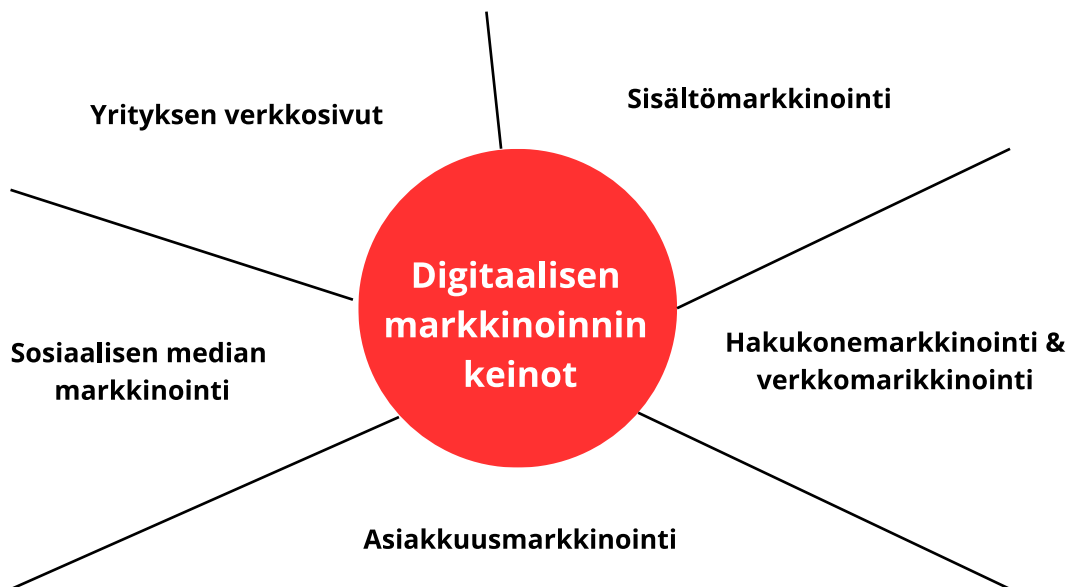 Yrityksen verkkosivut
Sisältömarkkinointi
Digitaalisen
markkinoinnin
keinot
Sosiaalisen median
markkinointi
Hakukonemarkkinointi &
verkkomarikkinointi
Asiakkuusmarkkinointi